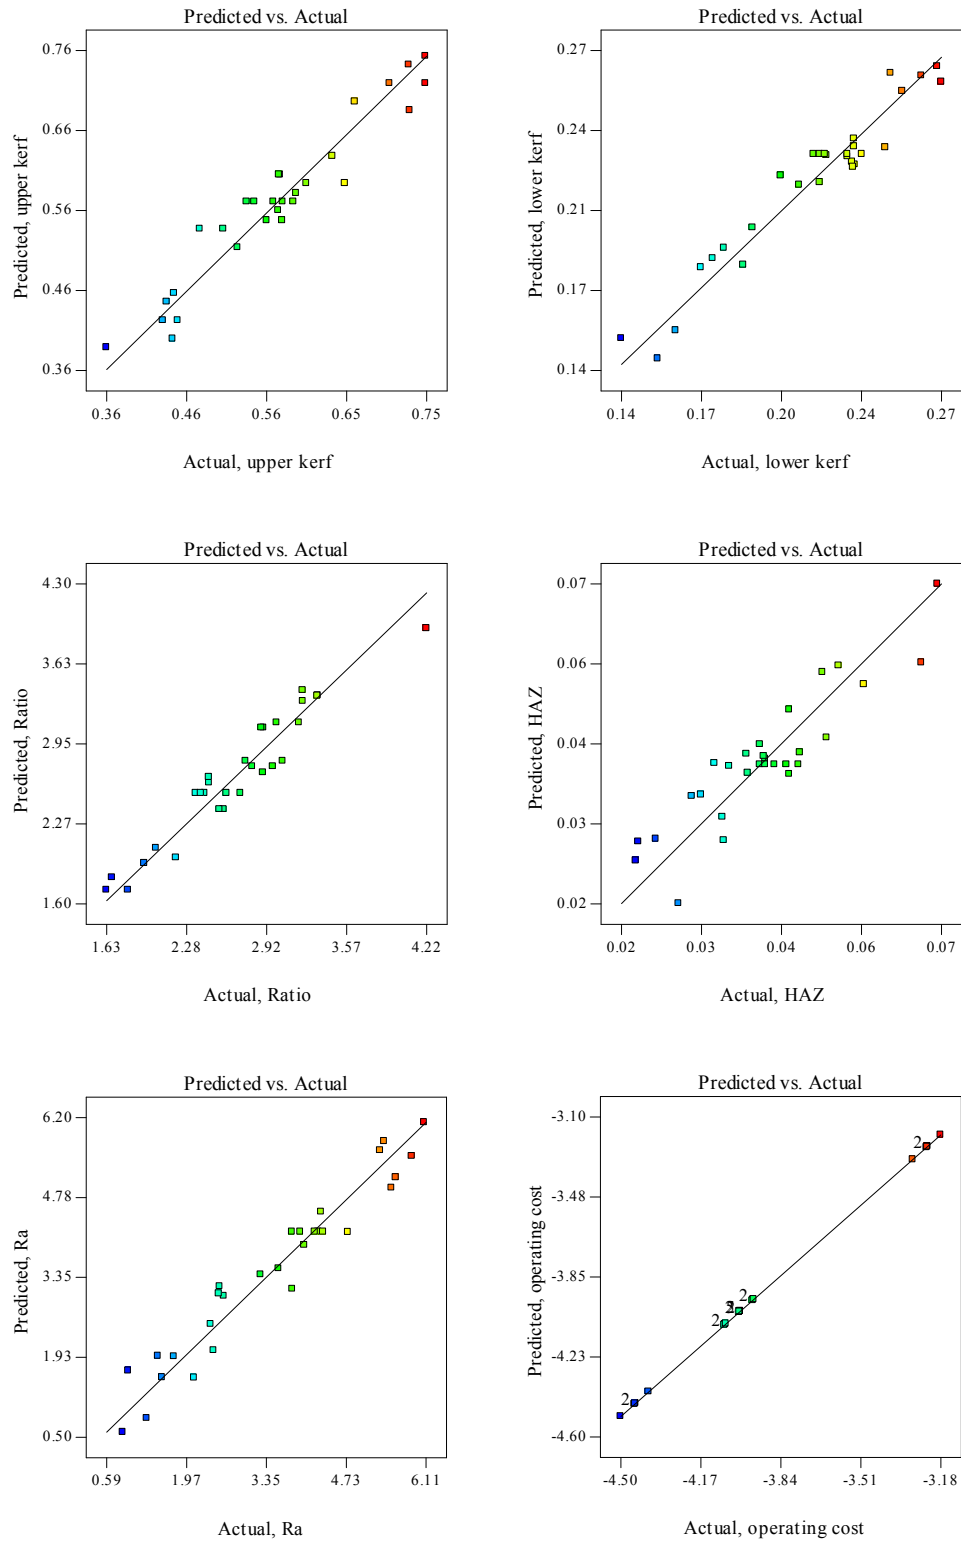 Predicted vs. Actual
Predicted, upper kerf
0.76
0.66
0.56
0.46
0.36
0.36 0.46 0.56 0.65 0.75
Actual, upper kerf
Predicted vs. Actual
Predicted, lower kerf
0.27
0.24
0.21
0.17
0.14
0.14 0.17 0.20 0.24 0.27
Actual, lower kerf
Predicted vs. Actual
Predicted, Ratio
4.30
3.63
2.95
2.27
1.60
1.63 2.28 2.92 3.57 4.22
Actual, Ratio
Predicted vs. Actual
Predicted, HAZ
0.07
0.06
0.04
0.03
0.02
0.02 0.03 0.04 0.06 0.07
Actual, HAZ
Predicted vs. Actual
Predicted, Ra
6.20
4.78
3.35
1.93
0.50
0.59 1.97 3.35 4.73 6.11
Actual, Ra
Predicted vs. Actual
Predicted, operating cost
-3.10
-3.48
-3.85
-4.23
-4.60
2
2
2
2
2
-4.50 -4.17 -3.84 -3.51 -3.18
Actual, operating cost